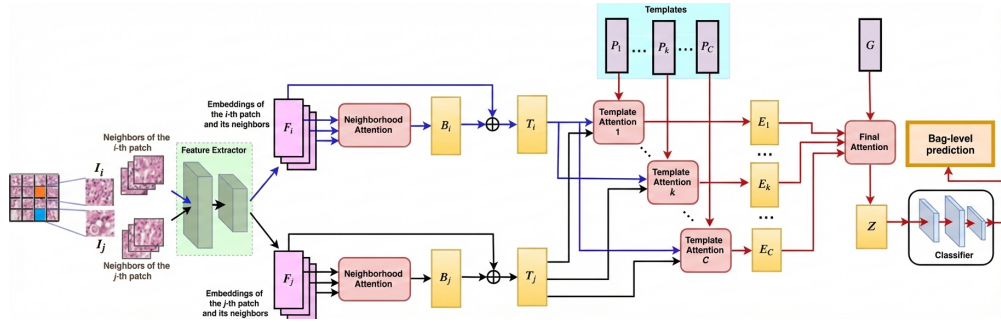 Templates
P1 ... Pk ... PC
G
Embeddings of
the i-th patch
and its neighbors
Fi
Neighborhood
Attention
Bi
Ti
Template
Attention
1
E1
...
Final
Attention
Bag-level
prediction
Neighbors of the
i-th patch
Feature Extractor
Ii
Ij
Neighbors of the
j-th patch
Template
Attention
k
Ek
...
Template
Attention
C
EC
Z
Classifier
Fj
Neighborhood
Attention
Bj
Tj
Embeddings of
the j-th patch
and its neighbors